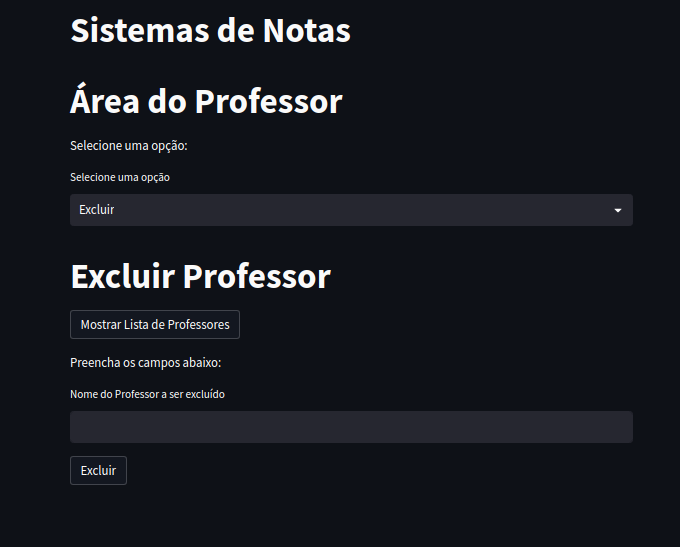 Sistemas de Notas
Área do Professor
Selecione uma opção:
Selecione uma opção
Excluir
Excluir Professor
Mostrar Lista de Professores
Preencha os campos abaixo:
Nome do Professor a ser excluído
Excluir